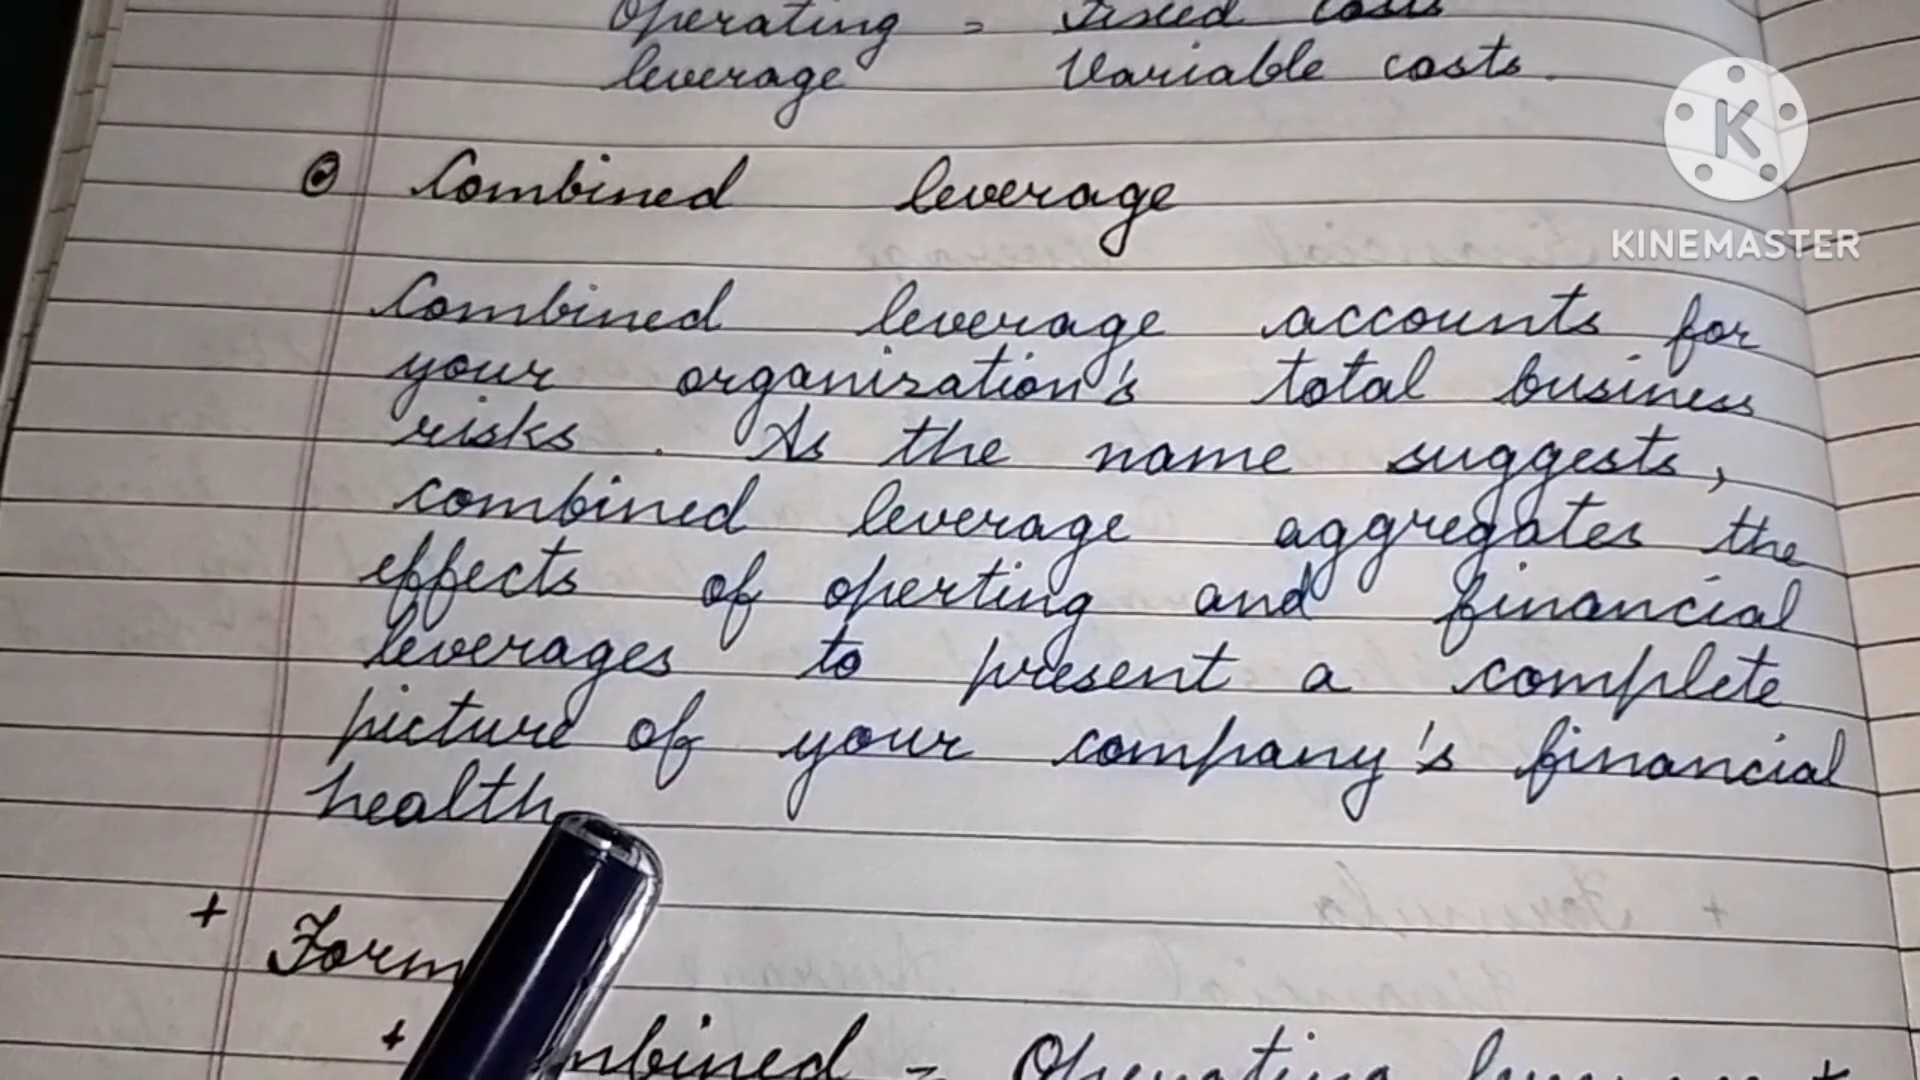 Operating = Fixed costs
leverage Variable costs.
Combined leverage
Combined leverage accounts for
your organization's total business
risks. As the name suggests,
combined leverage aggregates the
effects of operting and financial
leverages to present a complete
picture of your company's financial
health
+ Form
+ mbined = Operating leverage +
KINEMASTER